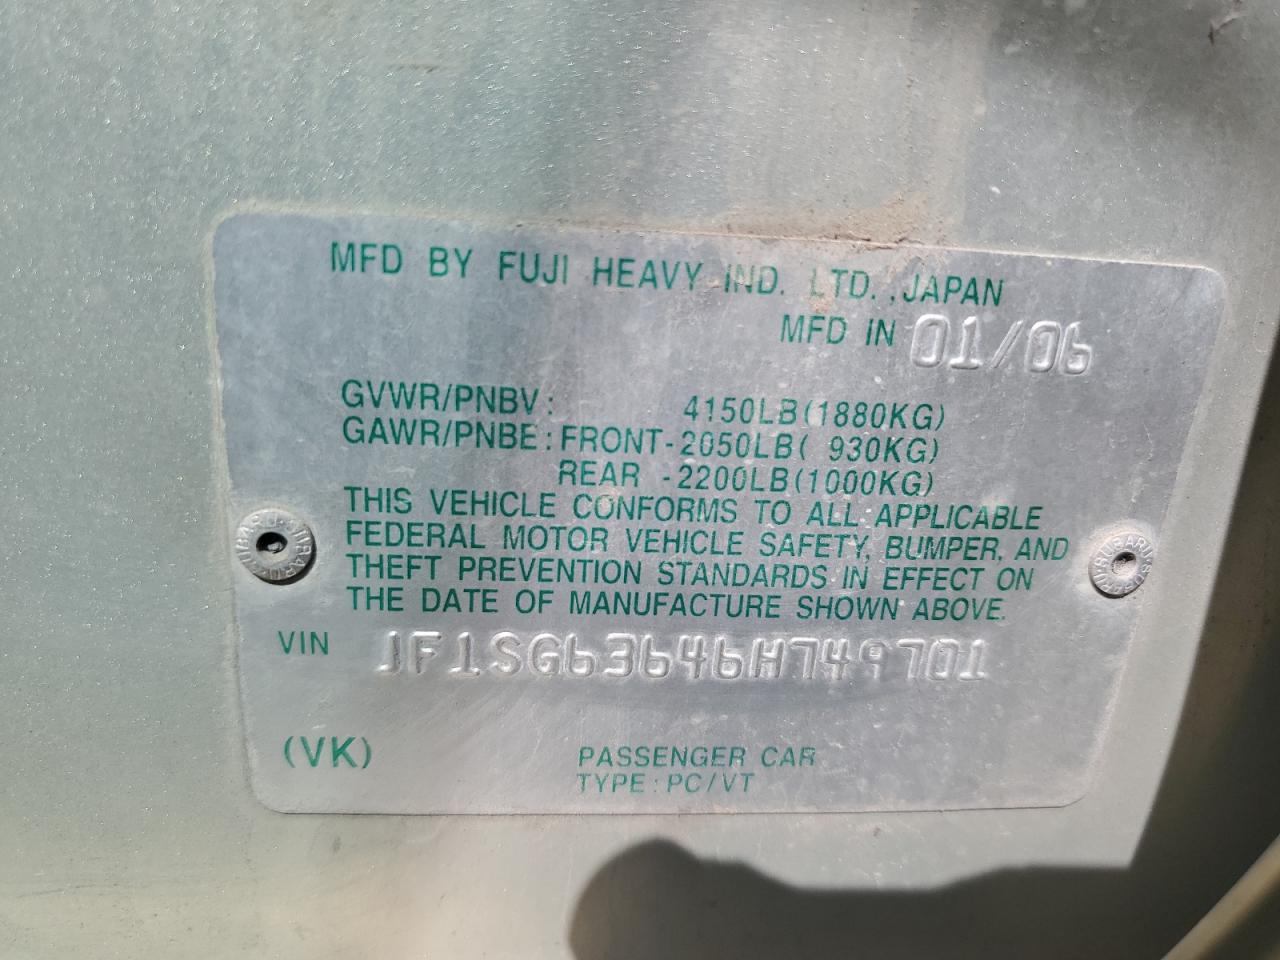 MFD BY FUJI HEAVY IND. LTD., JAPAN
MFD IN 01/06
GVWR/PNBV: 4150LB(1880KG)
GAWR/PNBE: FRONT-2050LB( 930KG)
REAR -2200LB(1000KG)
THIS VEHICLE CONFORMS TO ALL APPLICABLE
FEDERAL MOTOR VEHICLE SAFETY, BUMPER, AND
THEFT PREVENTION STANDARDS IN EFFECT ON
THE DATE OF MANUFACTURE SHOWN ABOVE.
VIN JF1SG63646H749701
(VK)
PASSENGER CAR
TYPE: PC/VT
SUBARU
SUBARU